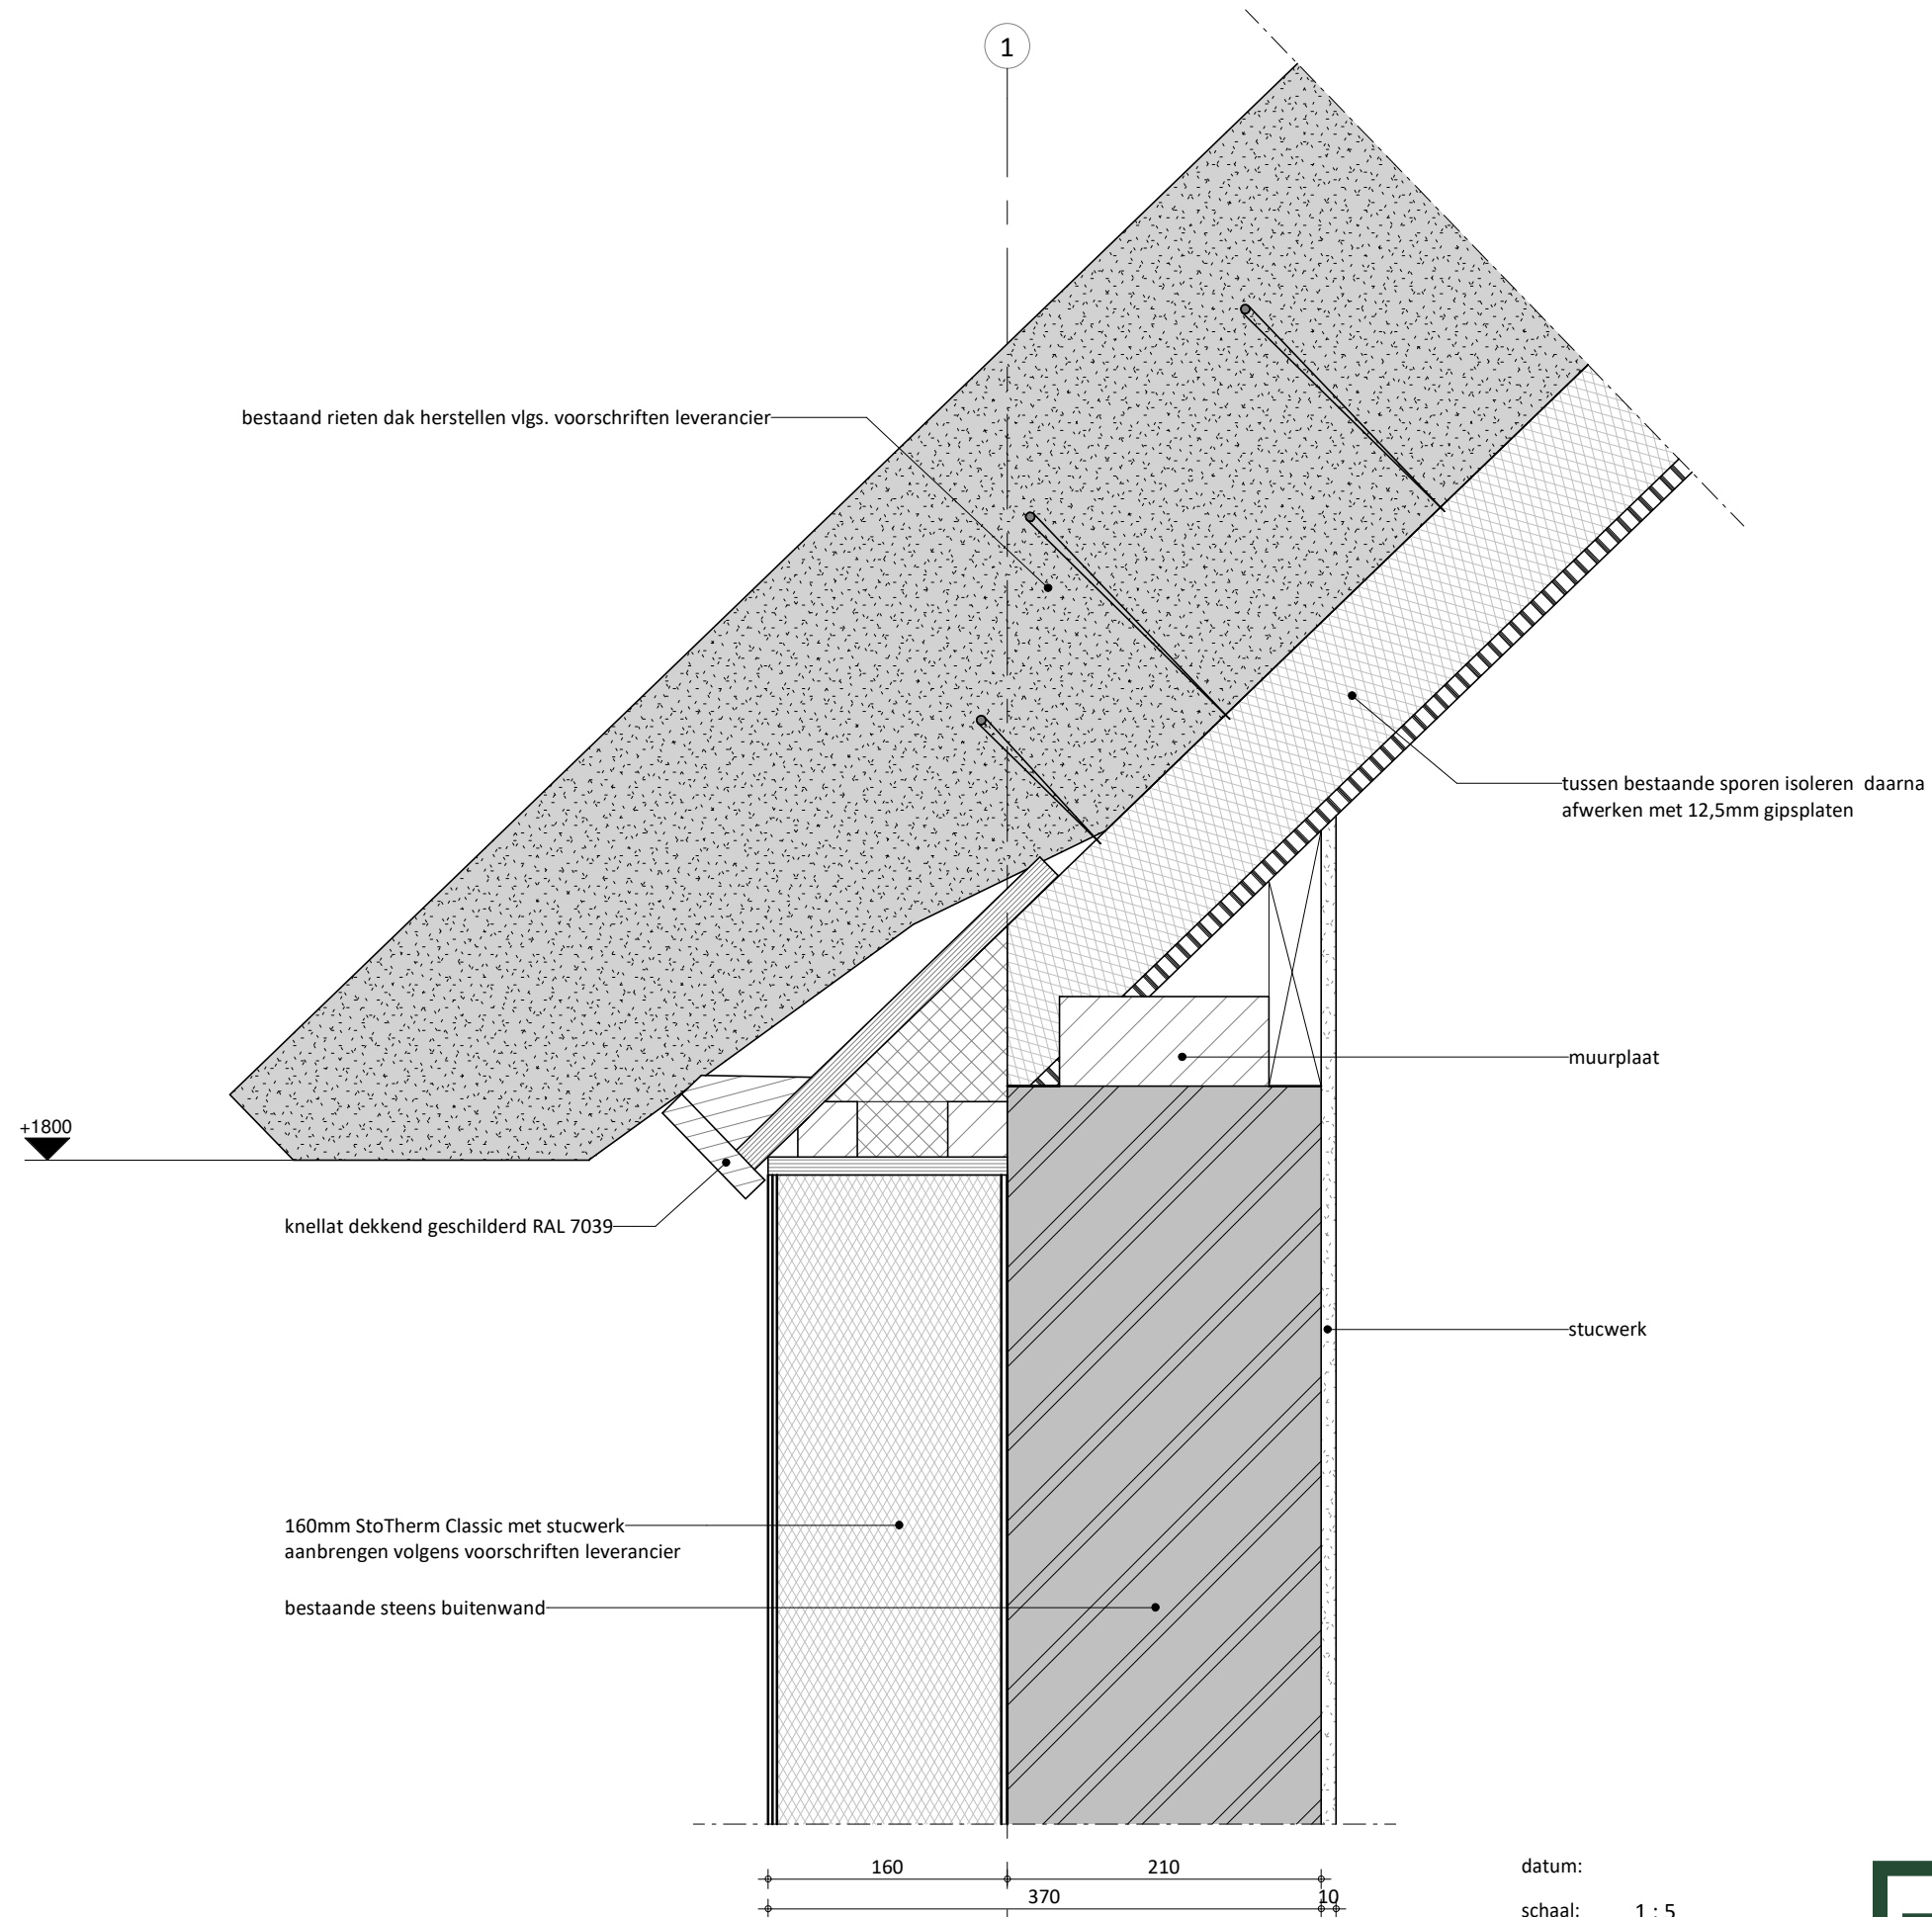 1
bestaand rieten dak herstellen vlgs. voorschriften leverancier
tussen bestaande sporen isoleren daarna
afwerken met 12,5mm gipsplaten
muurplaat
+1800
knellat dekkend geschilderd RAL 7039
stucwerk
160mm StoTherm Classic met stucwerk
aanbrengen volgens voorschriften leverancier
bestaande steens buitenwand
160
210
370
10
datum:
schaal: 1 : 5